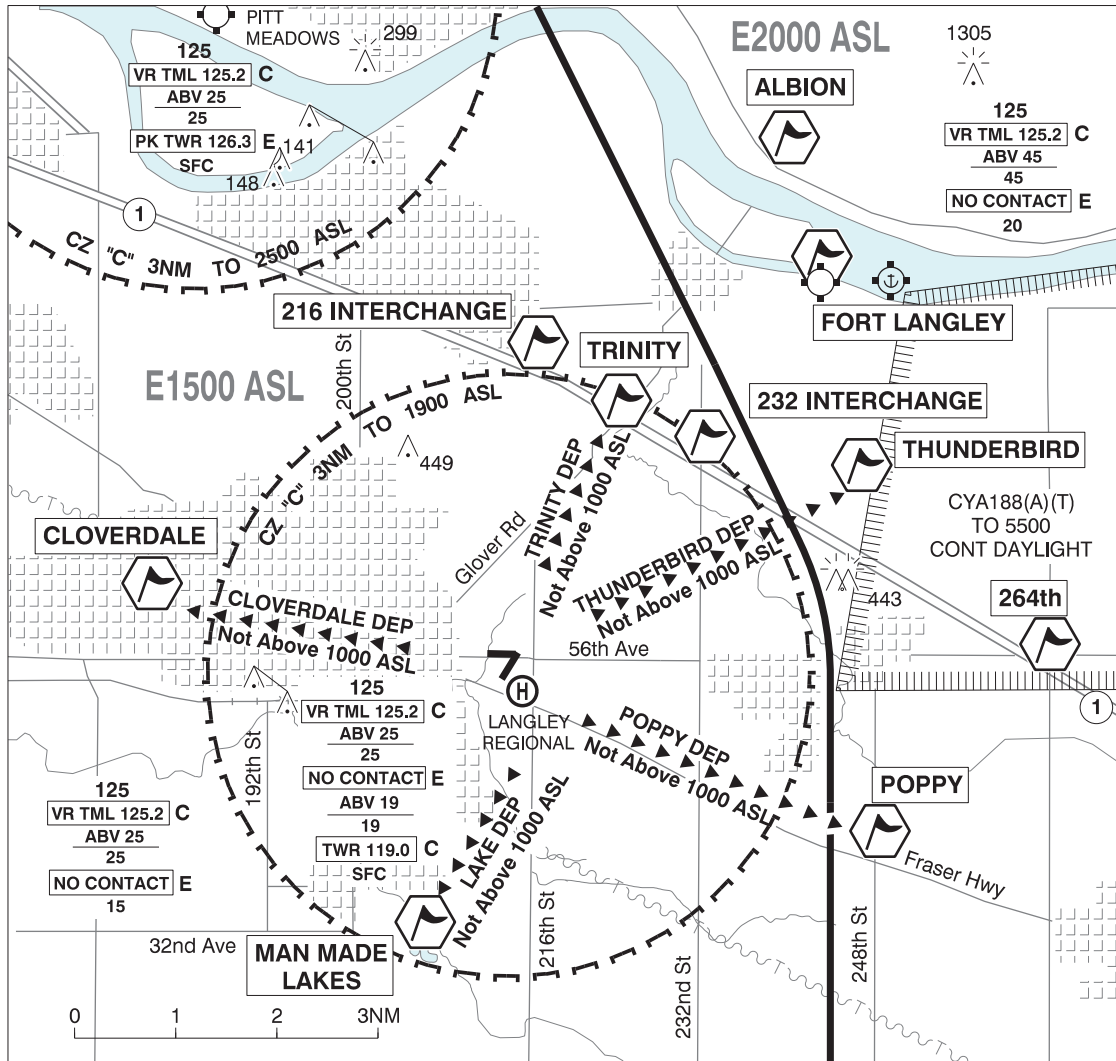 PITT
MEADOWS
299
E2000 ASL
1305
125
VR TML 125.2 C
ABV 25
25
PK TWR 126.3 E
SFC
141
148
ALBION
125
VR TML 125.2 C
ABV 45
45
NO CONTACT E
20
1
CZ "C" 3NM TO 2500 ASL
216 INTERCHANGE
TRINITY
FORT LANGLEY
E1500 ASL
200th St
232 INTERCHANGE
CZ "C" 3NM TO 1900 ASL
449
THUNDERBIRD
CYA188(A)(T)
TO 5500
CONT DAYLIGHT
CLOVERDALE
Glover Rd
TRINITY DEP
Not Above 1000 ASL
THUNDERBIRD DEP
Not Above 1000 ASL
443
264th
CLOVERDALE DEP
Not Above 1000 ASL
56th Ave
H
LANGLEY
REGIONAL
1
125
VR TML 125.2 C
ABV 25
25
NO CONTACT E
ABV 19
19
TWR 119.0 C
SFC
POPPY DEP
Not Above 1000 ASL
POPPY
192th St
125
VR TML 125.2 C
ABV 25
25
NO CONTACT E
15
LAKE DEP
Not Above 1000 ASL
Fraser Hwy
32nd Ave
MAN MADE
LAKES
216th St
232nd St
248th St
0 1 2 3NM